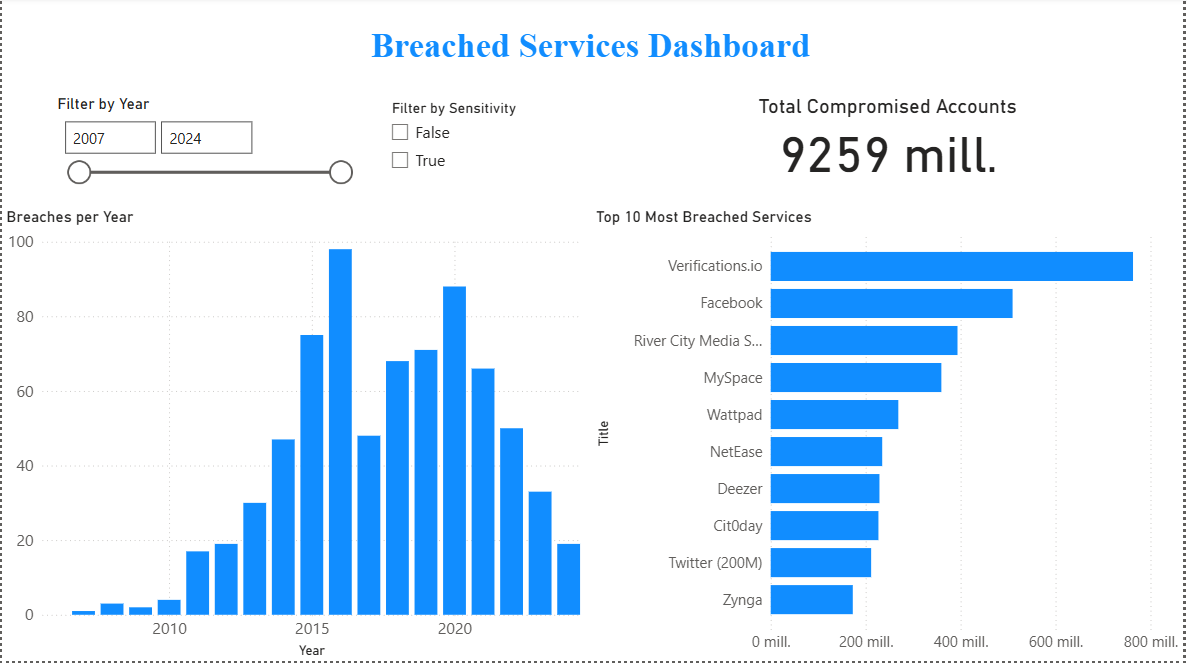 Breached Services Dashboard
Filter by Year
2007 2024
Filter by Sensitivity
False
True
Total Compromised Accounts
9259 mill.
Breaches per Year
100
80
60
40
20
0
2010 2015 2020
Year
Top 10 Most Breached Services
Title
Verifications.io
Facebook
River City Media S...
MySpace
Wattpad
NetEase
Deezer
Cit0day
Twitter (200M)
Zynga
0 mill. 200 mill. 400 mill. 600 mill. 800 mill.